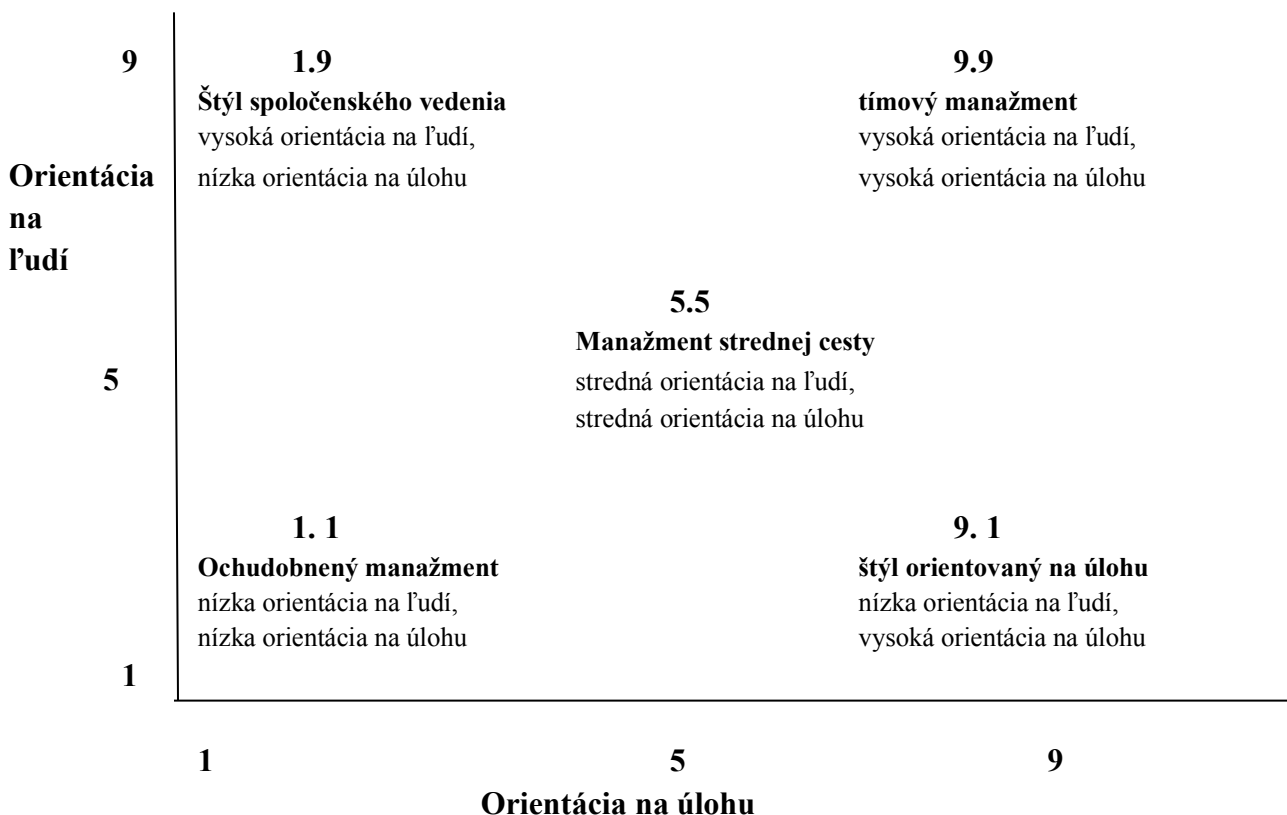 9
1.9
9.9
Štýl spoločenského vedenia
tímový manažment
vysoká orientácia na ľudí,
vysoká orientácia na ľudí,
Orientácia
nízka orientácia na úlohu
vysoká orientácia na úlohu
na
ľudí
5.5
Manažment strednej cesty
5
stredná orientácia na ľudí,
stredná orientácia na úlohu
1. 1
9. 1
Ochudobnený manažment
štýl orientovaný na úlohu
nízka orientácia na ľudí,
nízka orientácia na ľudí,
nízka orientácia na úlohu
vysoká orientácia na úlohu
1
1
5
9
Orientácia na úlohu